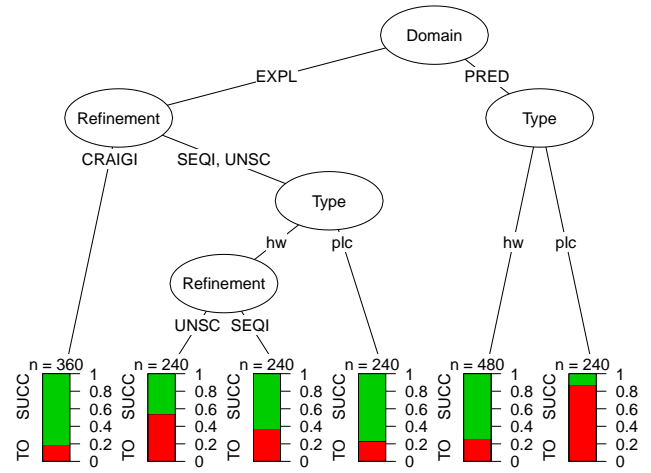 Domain
EXPL PRED
Refinement Type
CRAIGI SEQI, UNSC
Type
hw plc hw plc
Refinement
UNSC SEQI
n = 360 n = 240 n = 240 n = 240 n = 480 n = 240
TO SUCC TO SUCC TO SUCC TO SUCC TO SUCC TO SUCC
1 1 1 1 1 1
0.8 0.8 0.8 0.8 0.8 0.8
0.6 0.6 0.6 0.6 0.6 0.6
0.4 0.4 0.4 0.4 0.4 0.4
0.2 0.2 0.2 0.2 0.2 0.2
0 0 0 0 0 0